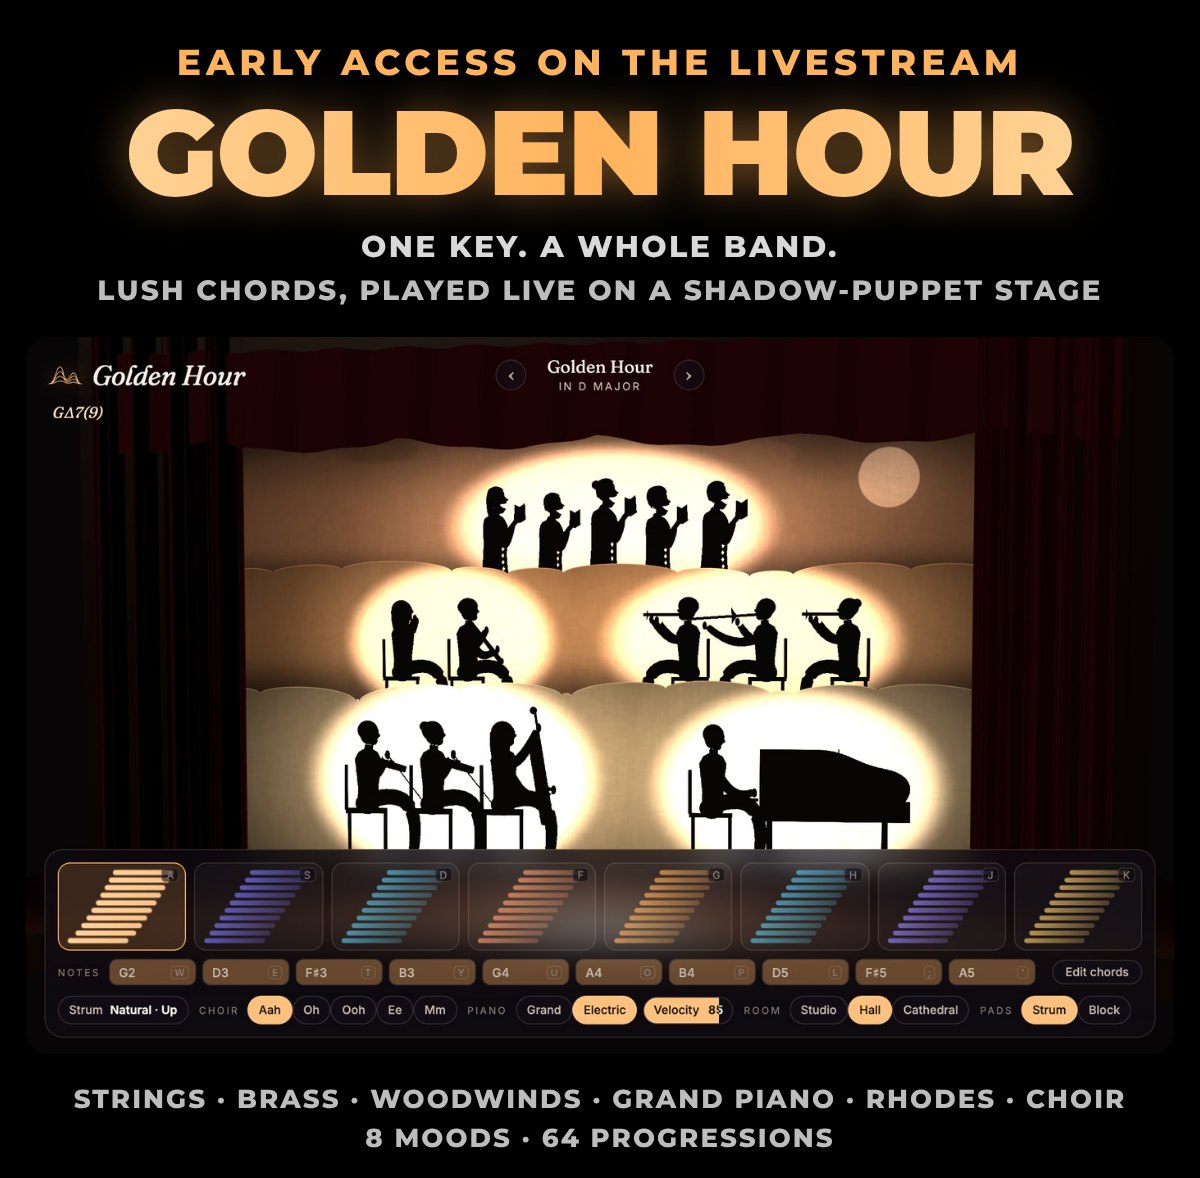 EARLY ACCESS ON THE LIVESTREAM
GOLDEN HOUR
ONE KEY. A WHOLE BAND.
LUSH CHORDS, PLAYED LIVE ON A SHADOW-PUPPET STAGE
Golden Hour
GΔ7(9)
‹ Golden Hour ›
IN D MAJOR
A S D F G H J K
NOTES G2 W D3 E F#3 T B3 Y G4 U A4 O B4 P D5 L F#5 ; A5 ' Edit chords
Strum Natural · Up CHOIR Aah Oh Ooh Ee Mm PIANO Grand Electric Velocity 85 ROOM Studio Hall Cathedral PADS Strum Block
STRINGS · BRASS · WOODWINDS · GRAND PIANO · RHODES · CHOIR
8 MOODS · 64 PROGRESSIONS